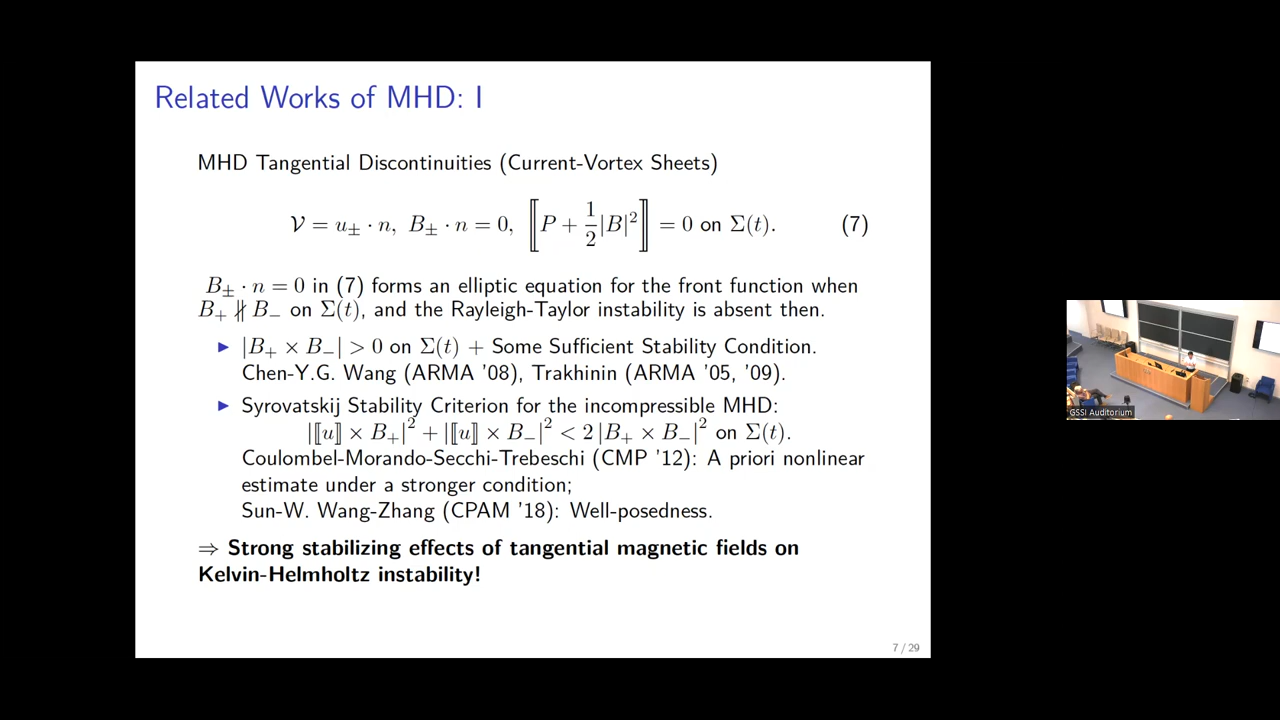 Related Works of MHD: I
MHD Tangential Discontinuities (Current-Vortex Sheets)
𝒱 = u± · n, B± · n = 0, ⟦P + 1/2|B|²⟧ = 0 on Σ(t). (7)
B± · n = 0 in (7) forms an elliptic equation for the front function when
B₊ ∦ B₋ on Σ(t), and the Rayleigh-Taylor instability is absent then.
▶ |B₊ × B₋| > 0 on Σ(t) + Some Sufficient Stability Condition.
Chen-Y.G. Wang (ARMA '08), Trakhinin (ARMA '05, '09).
▶ Syrovatskij Stability Criterion for the incompressible MHD:
|⟦u⟧ × B₊|² + |⟦u⟧ × B₋|² < 2 |B₊ × B₋|² on Σ(t).
Coulombel-Morando-Secchi-Trebeschi (CMP '12): A priori nonlinear
estimate under a stronger condition;
Sun-W. Wang-Zhang (CPAM '18): Well-posedness.
⇒ Strong stabilizing effects of tangential magnetic fields on
Kelvin-Helmholtz instability!
7 / 29
GSSI Auditorium